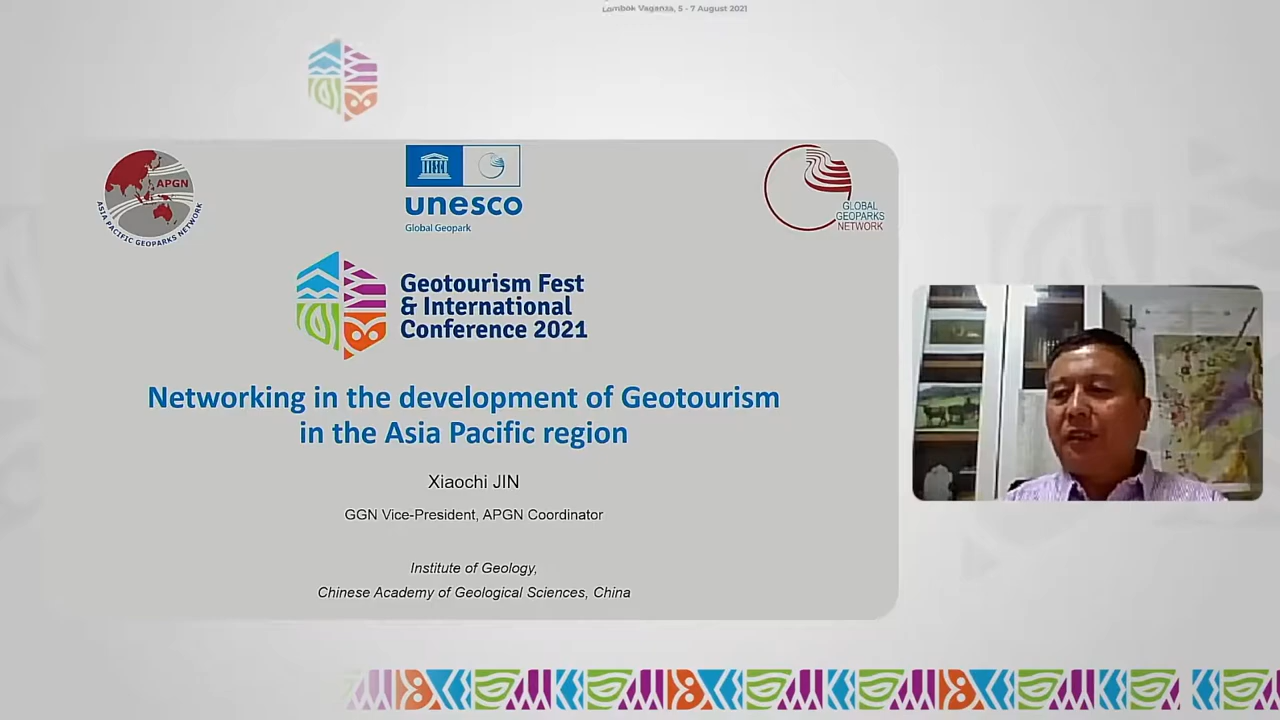 Lombok Vaganza, 5 - 7 August 2021
APGN
ASIA PACIFIC GEOPARKS NETWORK
unesco
Global Geopark
GLOBAL
GEOPARKS
NETWORK
Geotourism Fest
& International
Conference 2021
Networking in the development of Geotourism
in the Asia Pacific region
Xiaochi JIN
GGN Vice-President, APGN Coordinator
Institute of Geology,
Chinese Academy of Geological Sciences, China